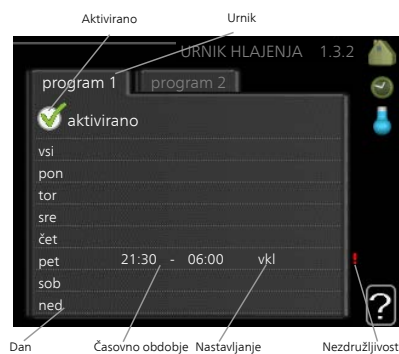 Aktivirano Urnik
URNIK HLAJENJA 1.3.2
program 1 program 2
aktivirano
vsi
pon
tor
sre
čet
pet 21:30 - 06:00 vkl !
sob
ned
?
Dan Časovno obdobje Nastavljanje Nezdružljivost